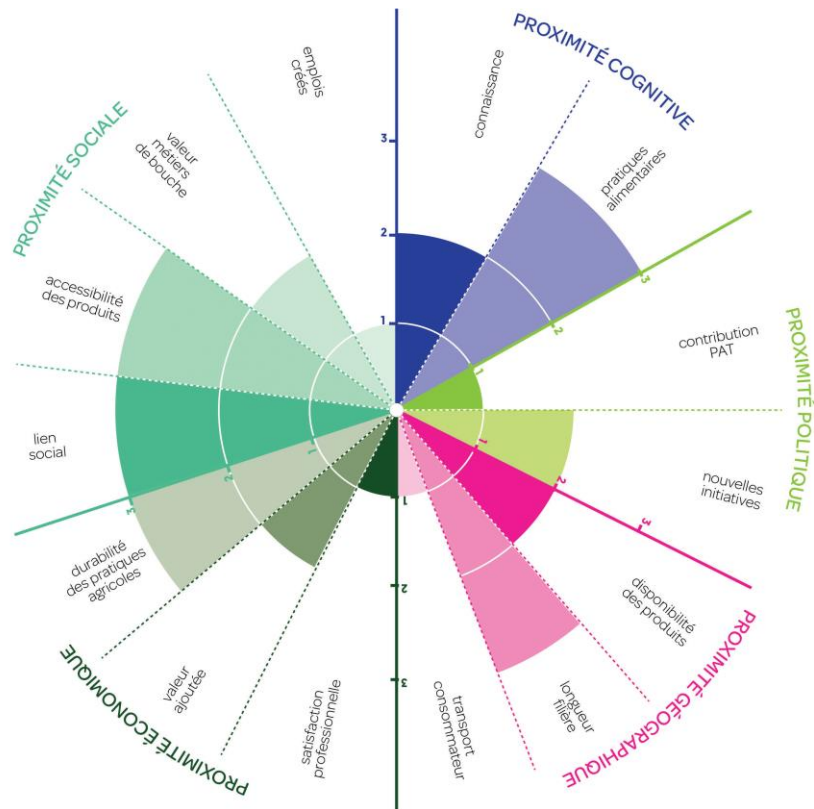 PROXIMITÉ COGNITIVE
connaissance
pratiques
alimentaires
PROXIMITÉ POLITIQUE
contribution
PAT
nouvelles
initiatives
PROXIMITÉ GÉOGRAPHIQUE
disponibilité
des produits
longueur
filière
transport
consommateur
PROXIMITÉ ÉCONOMIQUE
satisfaction
professionnelle
valeur
ajoutée
durabilité
des pratiques
agricoles
PROXIMITÉ SOCIALE
lien
social
accessibilité
des produits
valeur
métiers
de bouche
emplois
créés
3
2
1
1
2
3
1
2
3
1
2
3
1
2
3